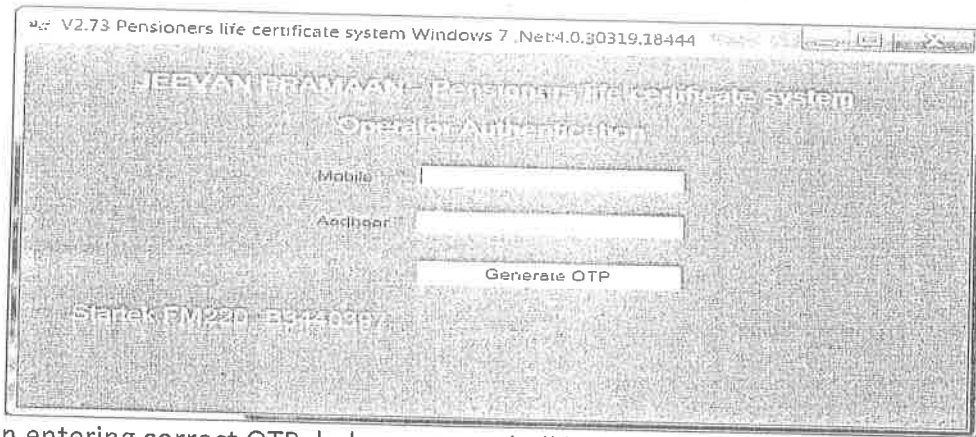 V2.73 Pensioners life certificate system Windows 7 .Net:4.0.30319.18444
JEEVAN PRAMAAN - Pensioners life certificate system
Operator Authentication
Mobile
Aadhaar
Generate OTP
Startek FM220
n entering correct OTP